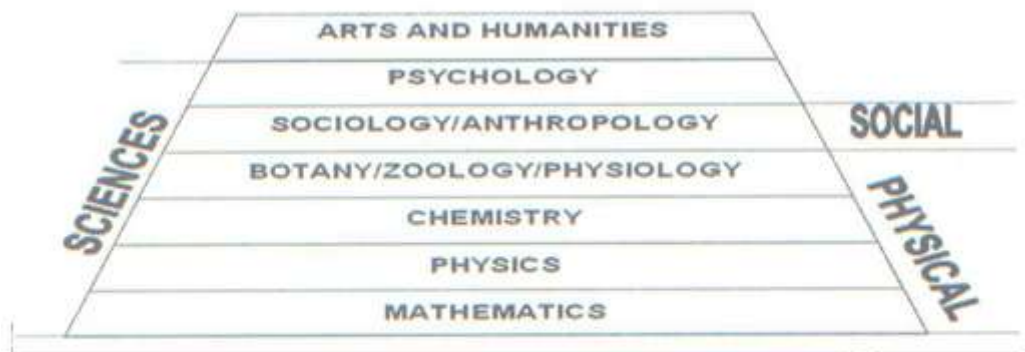 ARTS AND HUMANITIES
PSYCHOLOGY
SOCIOLOGY/ANTHROPOLOGY
BOTANY/ZOOLOGY/PHYSIOLOGY
CHEMISTRY
PHYSICS
MATHEMATICS
SCIENCES
SOCIAL
PHYSICAL